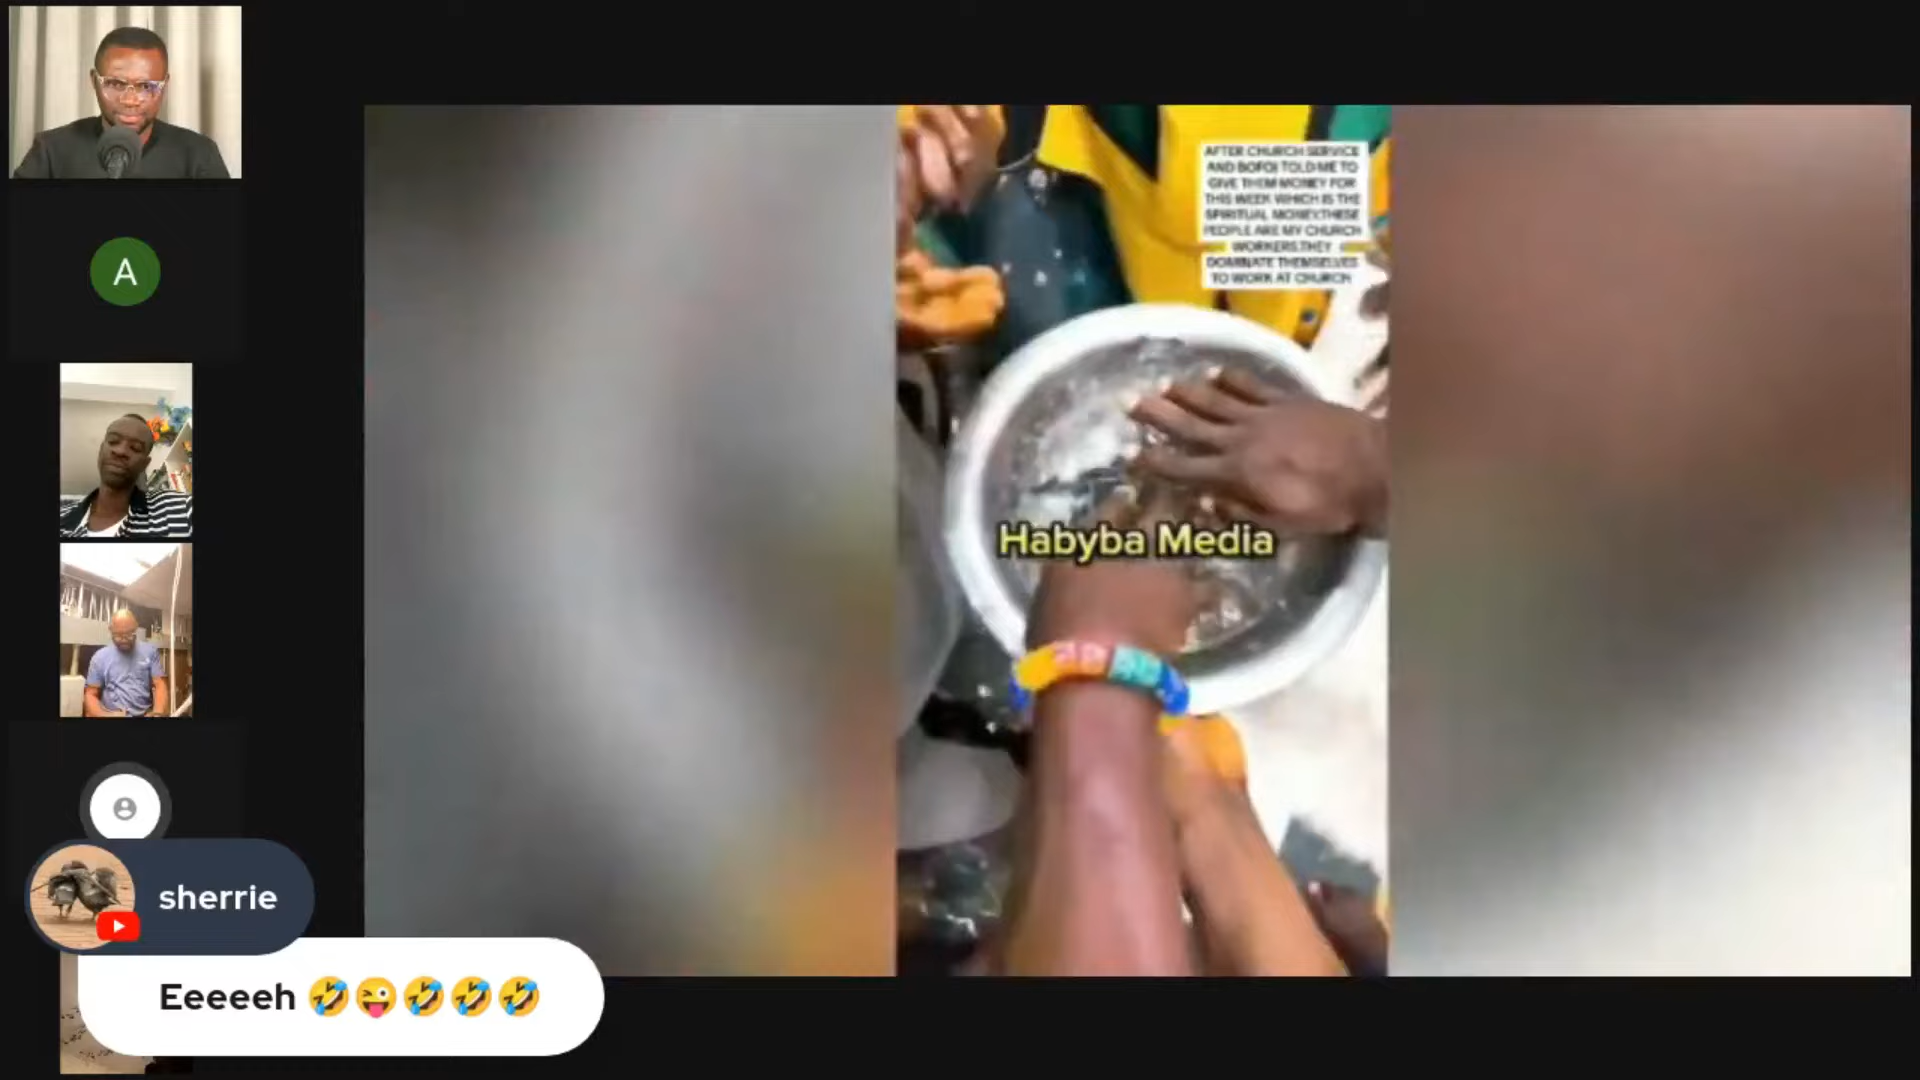 A
AFTER CHURCH SERVICE
AND BOFOI TOLD ME TO
GIVE THEM MONEY FOR
THIS WEEK WHICH IS THE
SPIRITUAL MONEY.THESE
PEOPLE ARE MY CHURCH
WORKERS.THEY
DOMINATE THEMSELVES
TO WORK AT CHURCH
Habyba Media
sherrie
Eeeeeh 🤣😜🤣🤣🤣